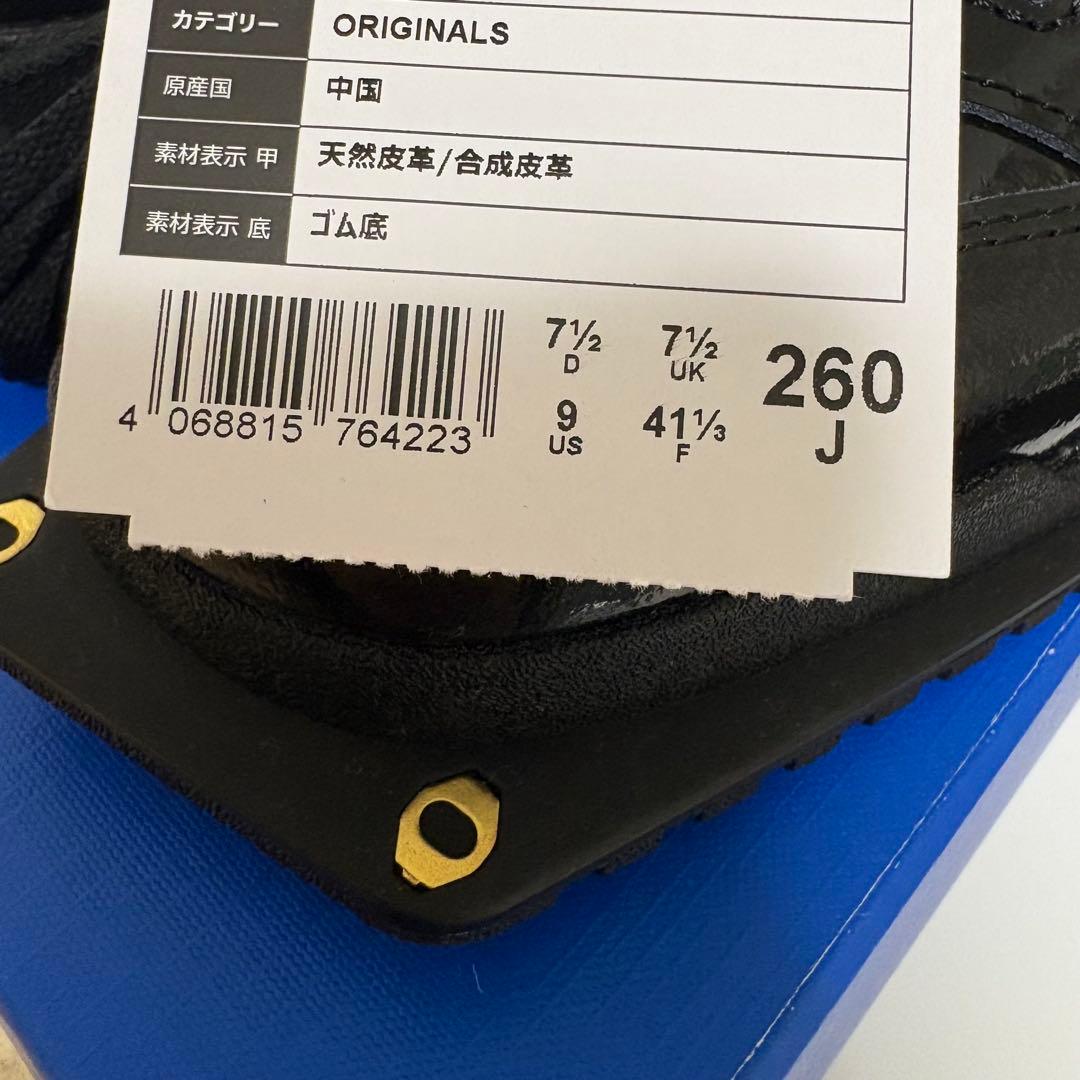 カテゴリー ORIGINALS
原産国 中国
素材表示 甲 天然皮革/合成皮革
素材表示 底 ゴム底
7½ 7½ 260
D UK J
9 41⅓
US F
4 068815 764223